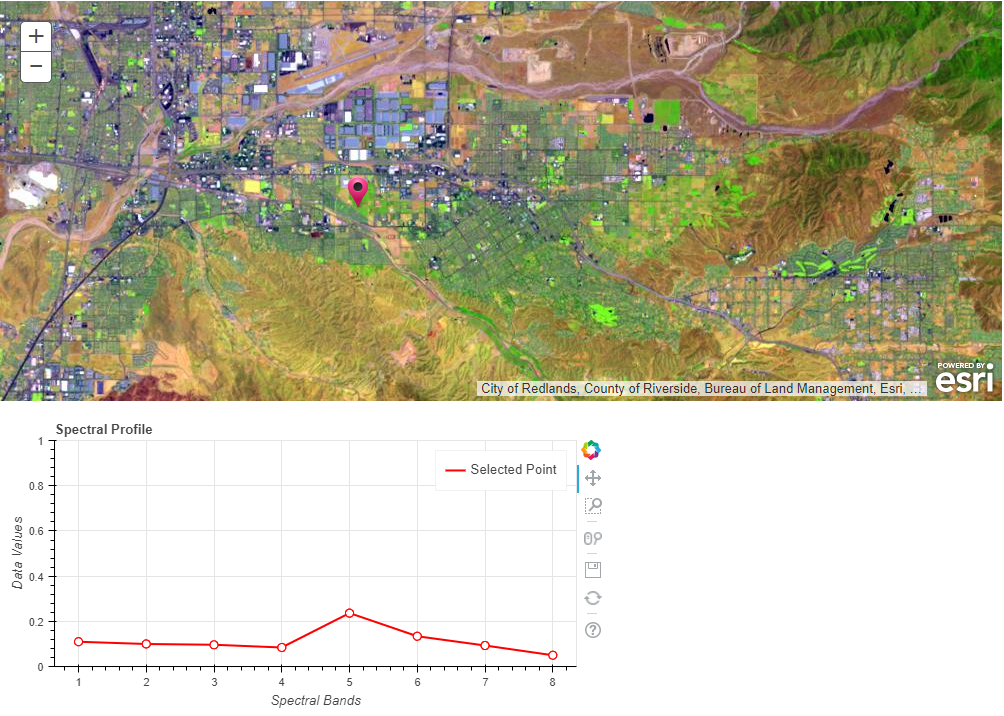 +
−
POWERED BY
esri
City of Redlands, County of Riverside, Bureau of Land Management, Esri, ...
Spectral Profile
Selected Point
Data Values
1
0.8
0.6
0.4
0.2
0
1 2 3 4 5 6 7 8
Spectral Bands
?